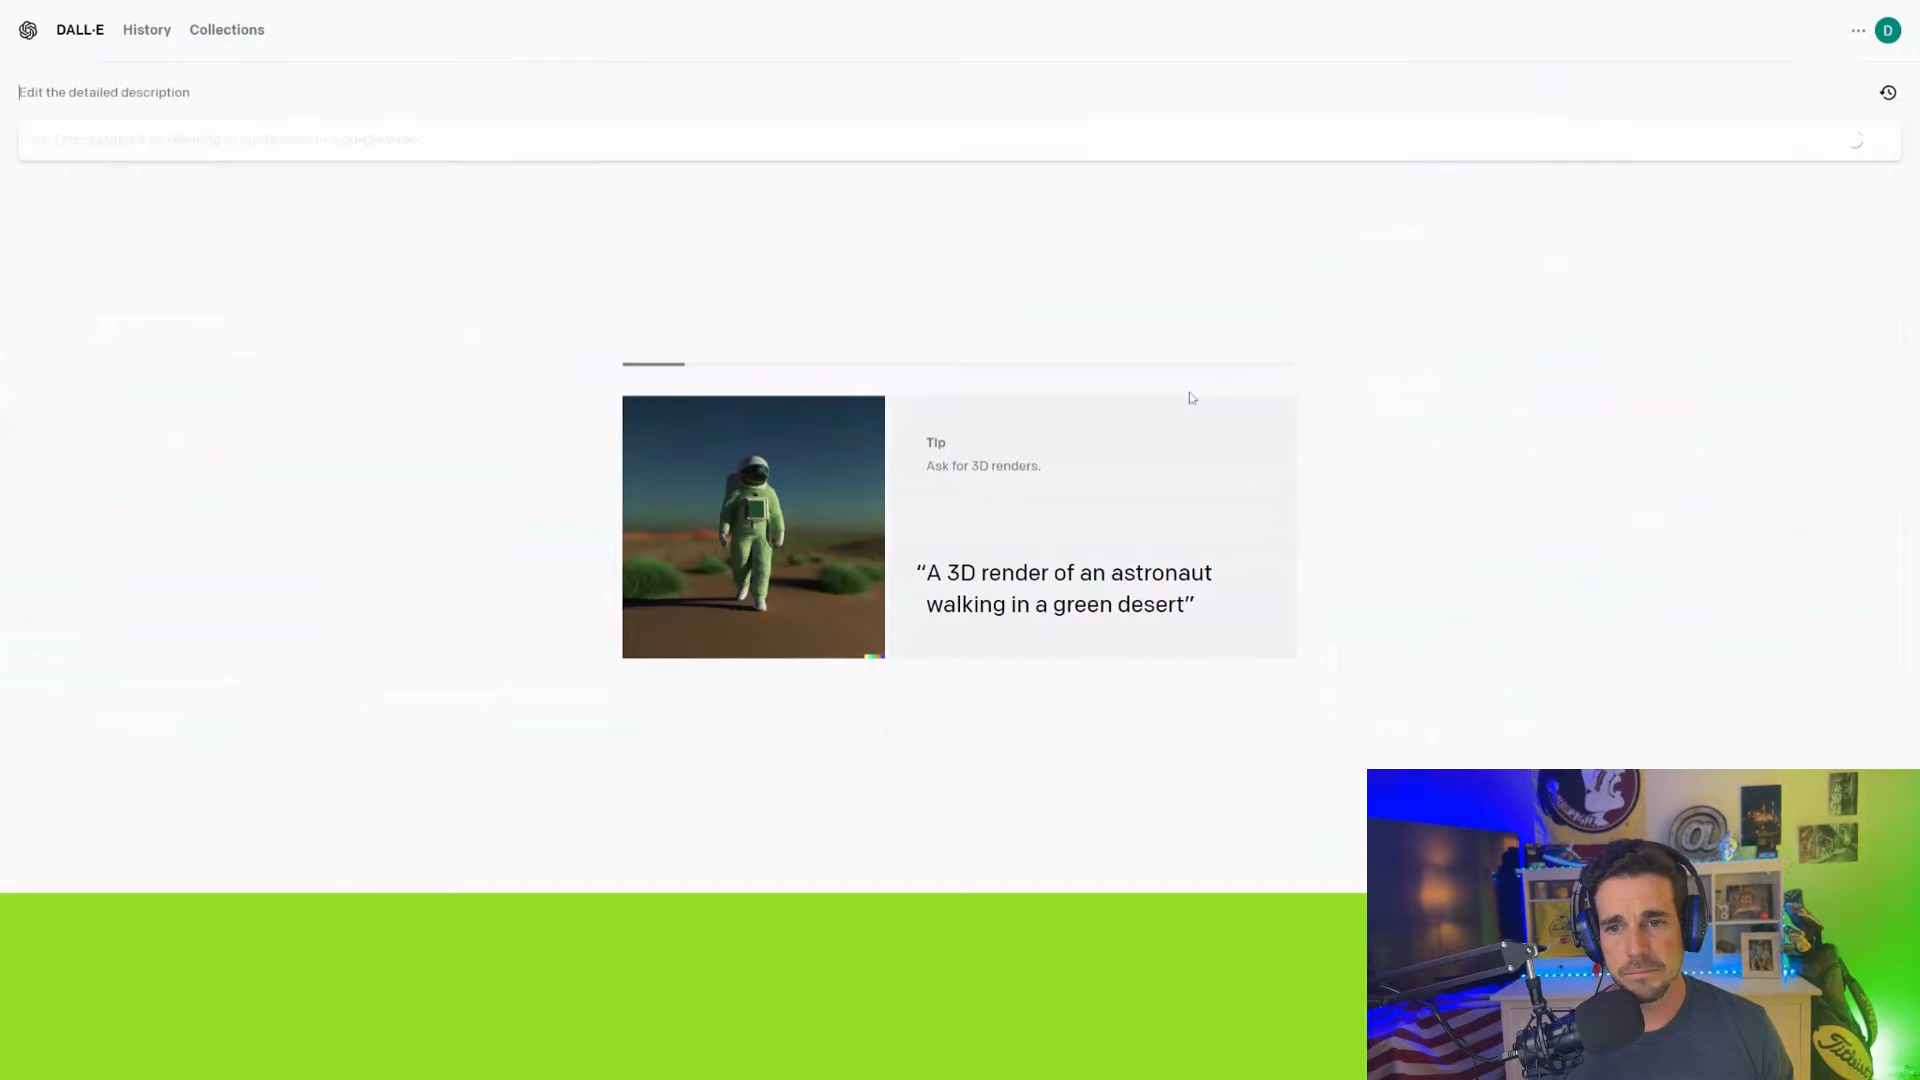 DALL·E History Collections
··· D
Edit the detailed description
Tip
Ask for 3D renders.
“A 3D render of an astronaut
walking in a green desert”
@
Titleist